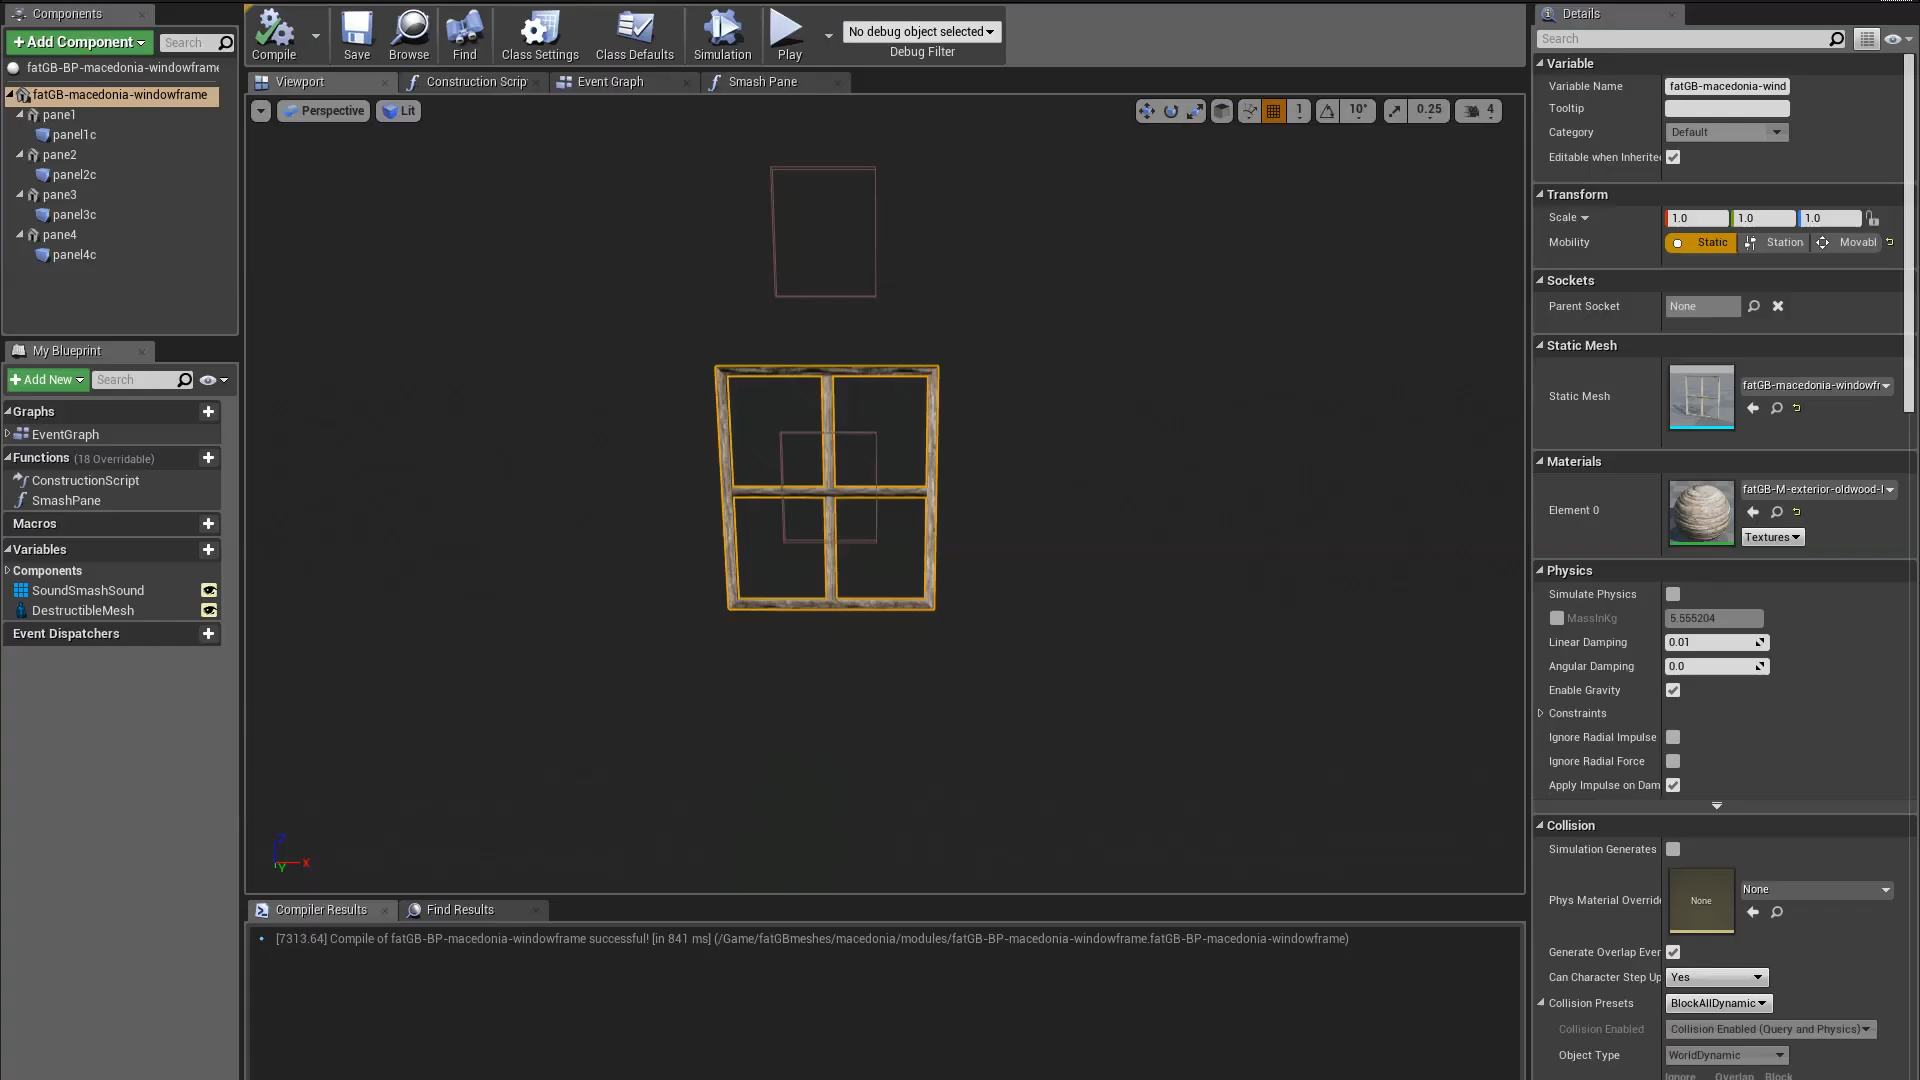 Components
+Add Component
Search
fatGB-BP-macedonia-windowframe
fatGB-macedonia-windowframe
pane1
panel1c
pane2
panel2c
pane3
panel3c
pane4
panel4c
My Blueprint
+Add New
Search
Graphs
EventGraph
Functions (18 Overridable)
ConstructionScript
SmashPane
Macros
Variables
Components
SoundSmashSound
DestructibleMesh
Event Dispatchers
Compile
Save
Browse
Find
Class Settings
Class Defaults
Simulation
Play
No debug object selected
Debug Filter
Viewport
Construction Scrip
Event Graph
Smash Pane
Perspective
Lit
1
10°
0.25
4
Z
X
Y
Compiler Results
Find Results
[7313.64] Compile of fatGB-BP-macedonia-windowframe successful! [in 841 ms] (/Game/fatGBmeshes/macedonia/modules/fatGB-BP-macedonia-windowframe.fatGB-BP-macedonia-windowframe)
Details
Search
Variable
Variable Name fatGB-macedonia-wind
Tooltip
Category Default
Editable when Inherite
Transform
Scale 1.0 1.0 1.0
Mobility Static Station Movabl
Sockets
Parent Socket None
Static Mesh
Static Mesh fatGB-macedonia-windowfr
Materials
Element 0 fatGB-M-exterior-oldwood-l
Textures
Physics
Simulate Physics
MassInKg 5.555204
Linear Damping 0.01
Angular Damping 0.0
Enable Gravity
Constraints
Ignore Radial Impulse
Ignore Radial Force
Apply Impulse on Dam
Collision
Simulation Generates
Phys Material Override None None
Generate Overlap Ever
Can Character Step Up Yes
Collision Presets BlockAllDynamic
Collision Enabled Collision Enabled (Query and Physics)
Object Type WorldDynamic
Ignore Overlap Block